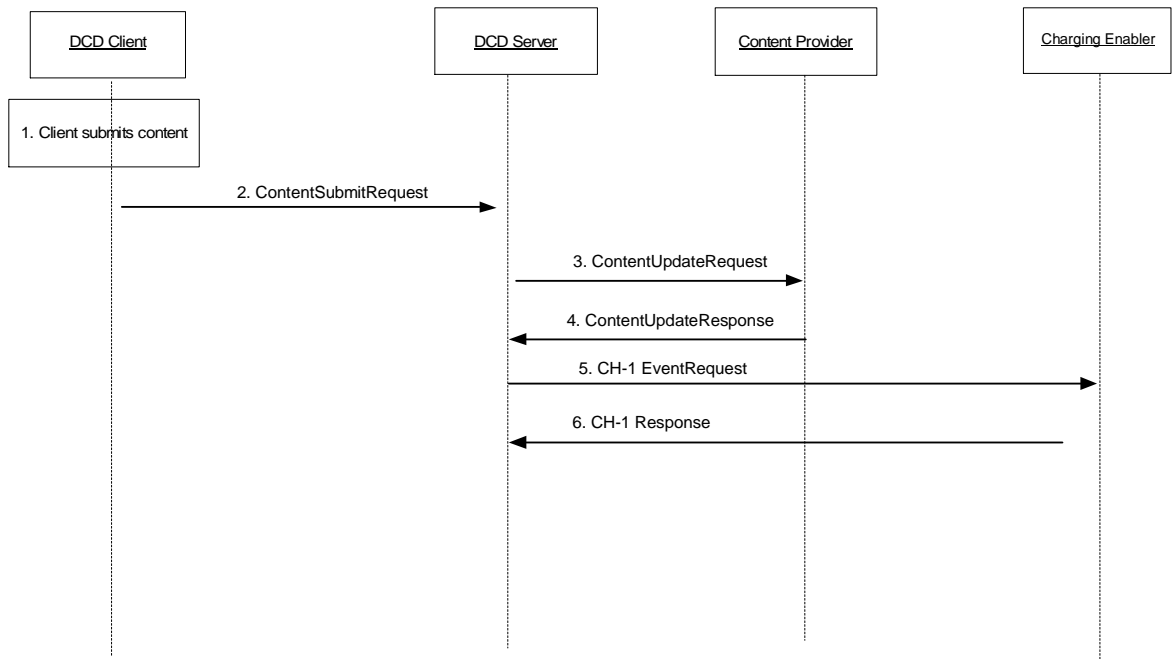 DCD Client
DCD Server
Content Provider
Charging Enabler
1. Client submits content
2. ContentSubmitRequest
3. ContentUpdateRequest
4. ContentUpdateResponse
5. CH-1 EventRequest
6. CH-1 Response